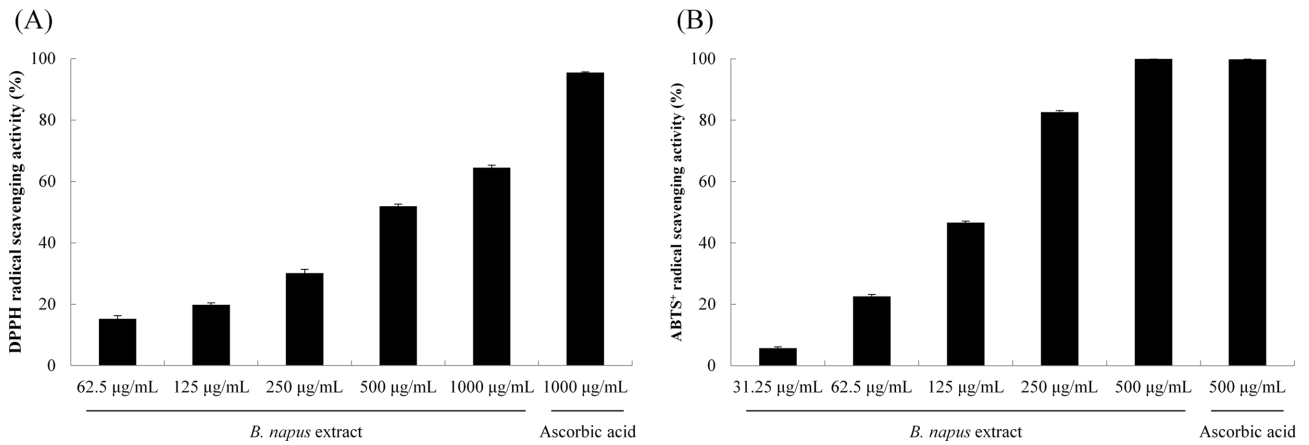 (A)
DPPH radical scavenging activity (%)
100
80
60
40
20
0
62.5 μg/mL 125 μg/mL 250 μg/mL 500 μg/mL 1000 μg/mL 1000 μg/mL
B. napus extract Ascorbic acid
(B)
ABTS⁺ radical scavenging activity (%)
100
80
60
40
20
0
31.25 μg/mL 62.5 μg/mL 125 μg/mL 250 μg/mL 500 μg/mL 500 μg/mL
B. napus extract Ascorbic acid